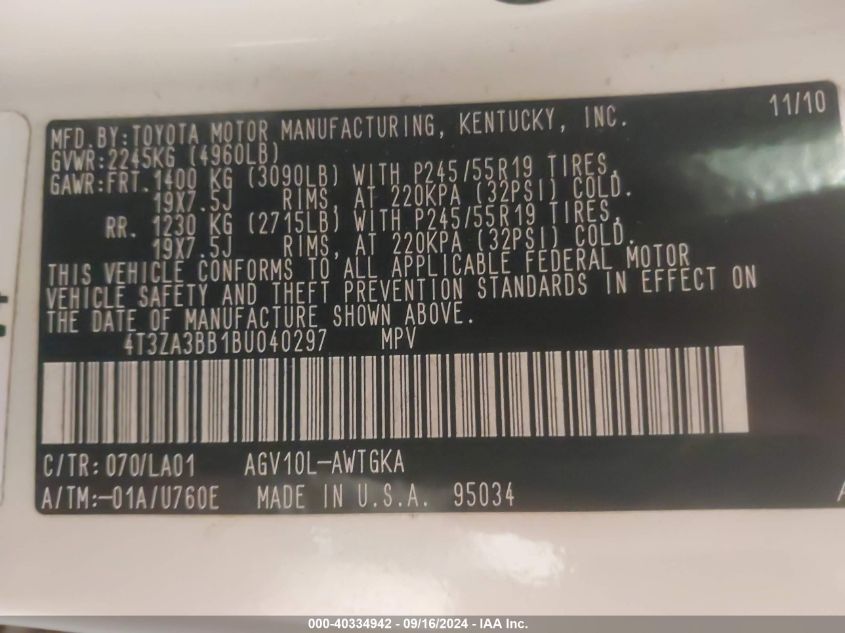 11/10
MFD.BY:TOYOTA MOTOR MANUFACTURING, KENTUCKY, INC.
GVWR:2245KG (4960LB)
GAWR:FRT.1400 KG (3090LB) WITH P245/55R19 TIRES,
19X7.5J RIMS, AT 220KPA (32PSI) COLD.
RR. 1230 KG (2715LB) WITH P245/55R19 TIRES,
19X7.5J RIMS, AT 220KPA (32PSI) COLD.
THIS VEHICLE CONFORMS TO ALL APPLICABLE FEDERAL MOTOR
VEHICLE SAFETY AND THEFT PREVENTION STANDARDS IN EFFECT ON
THE DATE OF MANUFACTURE SHOWN ABOVE.
4T3ZA3BB1BU040297 MPV
C/TR: 070/LA01 AGV10L-AWTGKA
A/TM:-01A/U760E MADE IN U.S.A. 95034
000-40334942 - 09/16/2024 - IAA Inc.